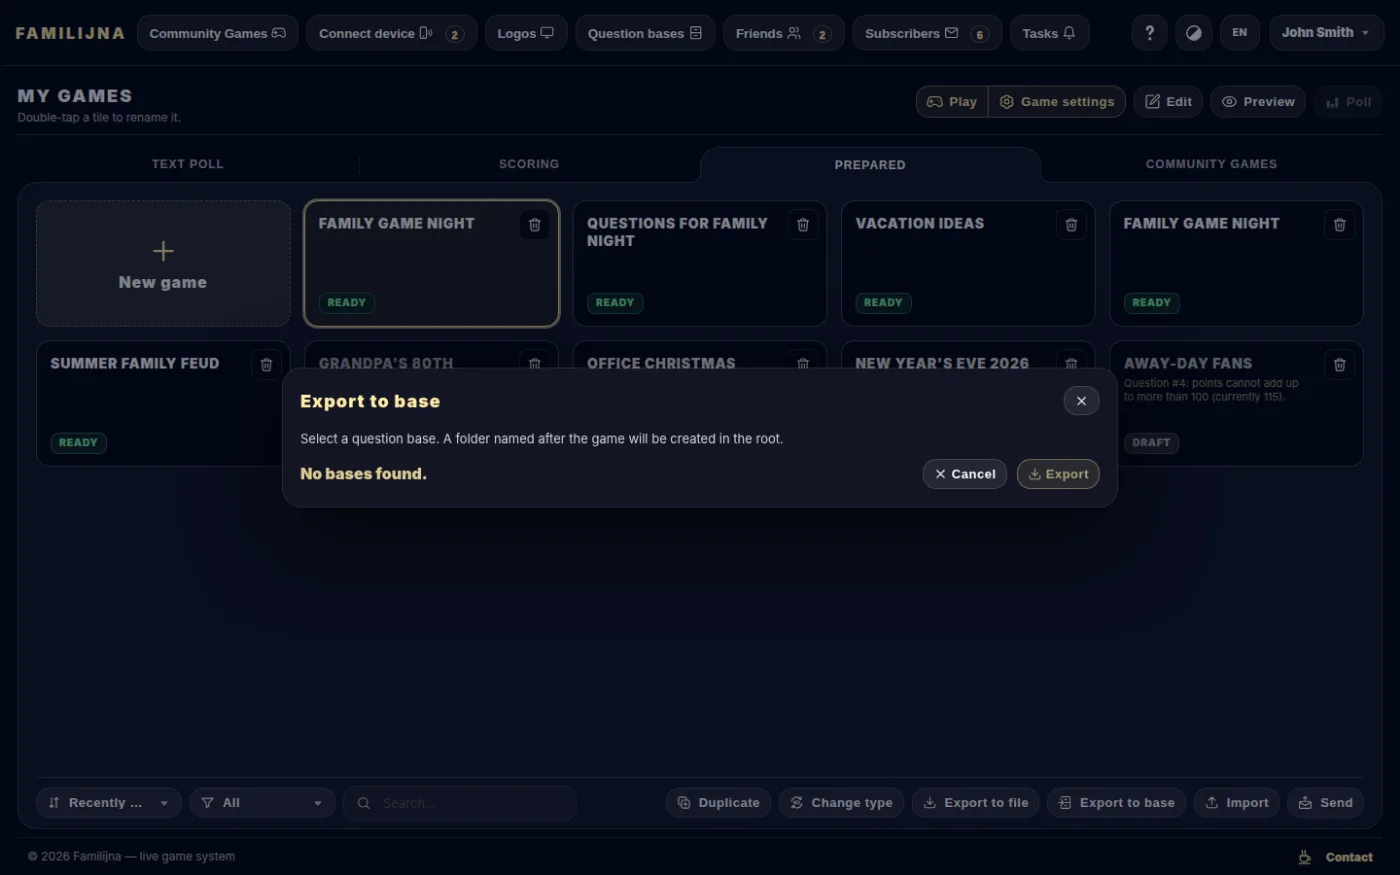 FAMILIJNA
Community Games
Connect device 2
Logos
Question bases
Friends 2
Subscribers 6
Tasks
?
EN
John Smith
MY GAMES
Double-tap a tile to rename it.
Play
Game settings
Edit
Preview
Poll
TEXT POLL
SCORING
PREPARED
COMMUNITY GAMES
New game
FAMILY GAME NIGHT
READY
QUESTIONS FOR FAMILY
NIGHT
READY
VACATION IDEAS
READY
FAMILY GAME NIGHT
READY
SUMMER FAMILY FEUD
READY
GRANDPA'S 80TH
OFFICE CHRISTMAS
NEW YEAR'S EVE 2026
AWAY-DAY FANS
Question #4: points cannot add up
to more than 100 (currently 115).
DRAFT
Export to base
Select a question base. A folder named after the game will be created in the root.
No bases found.
Cancel
Export
Recently ...
All
Search...
Duplicate
Change type
Export to file
Export to base
Import
Send
© 2026 Familijna — live game system
Contact